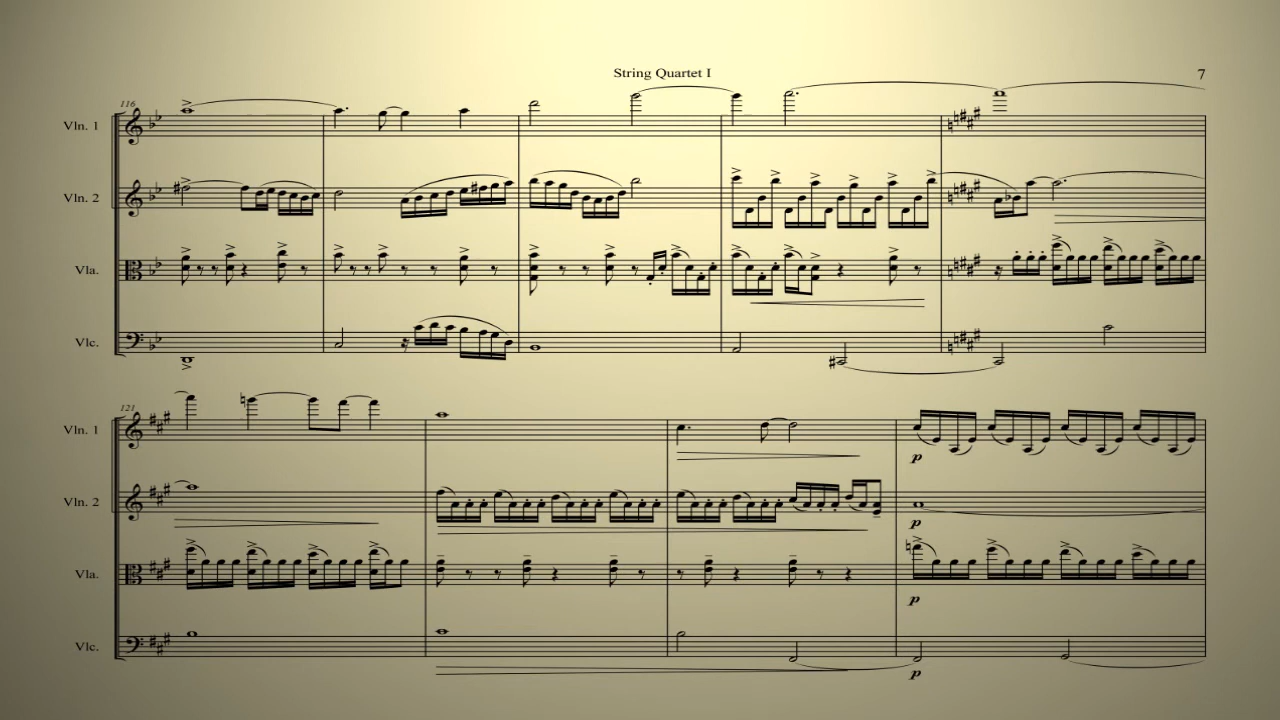 String Quartet I
7
116
Vln. 1
Vln. 2
Vla.
Vlc.
121
Vln. 1
p
Vln. 2
p
Vla.
p
Vlc.
p